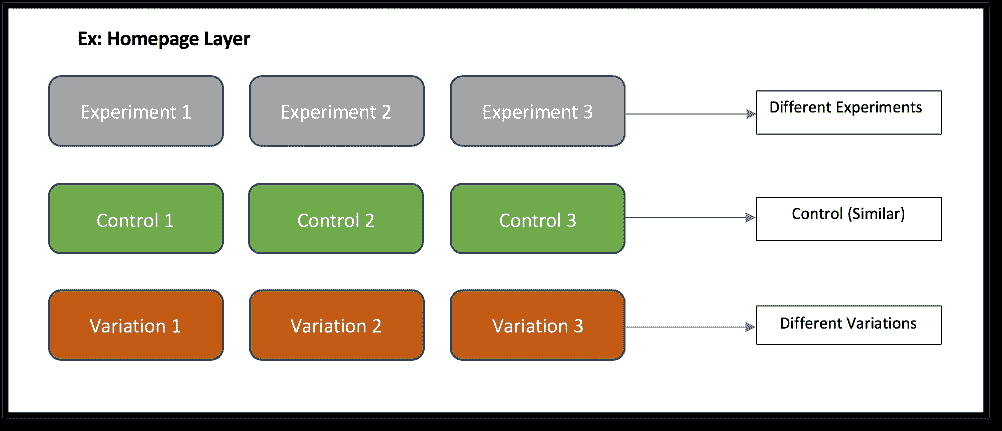 Ex: Homepage Layer
Experiment 1
Experiment 2
Experiment 3
Different Experiments
Control 1
Control 2
Control 3
Control (Similar)
Variation 1
Variation 2
Variation 3
Different Variations